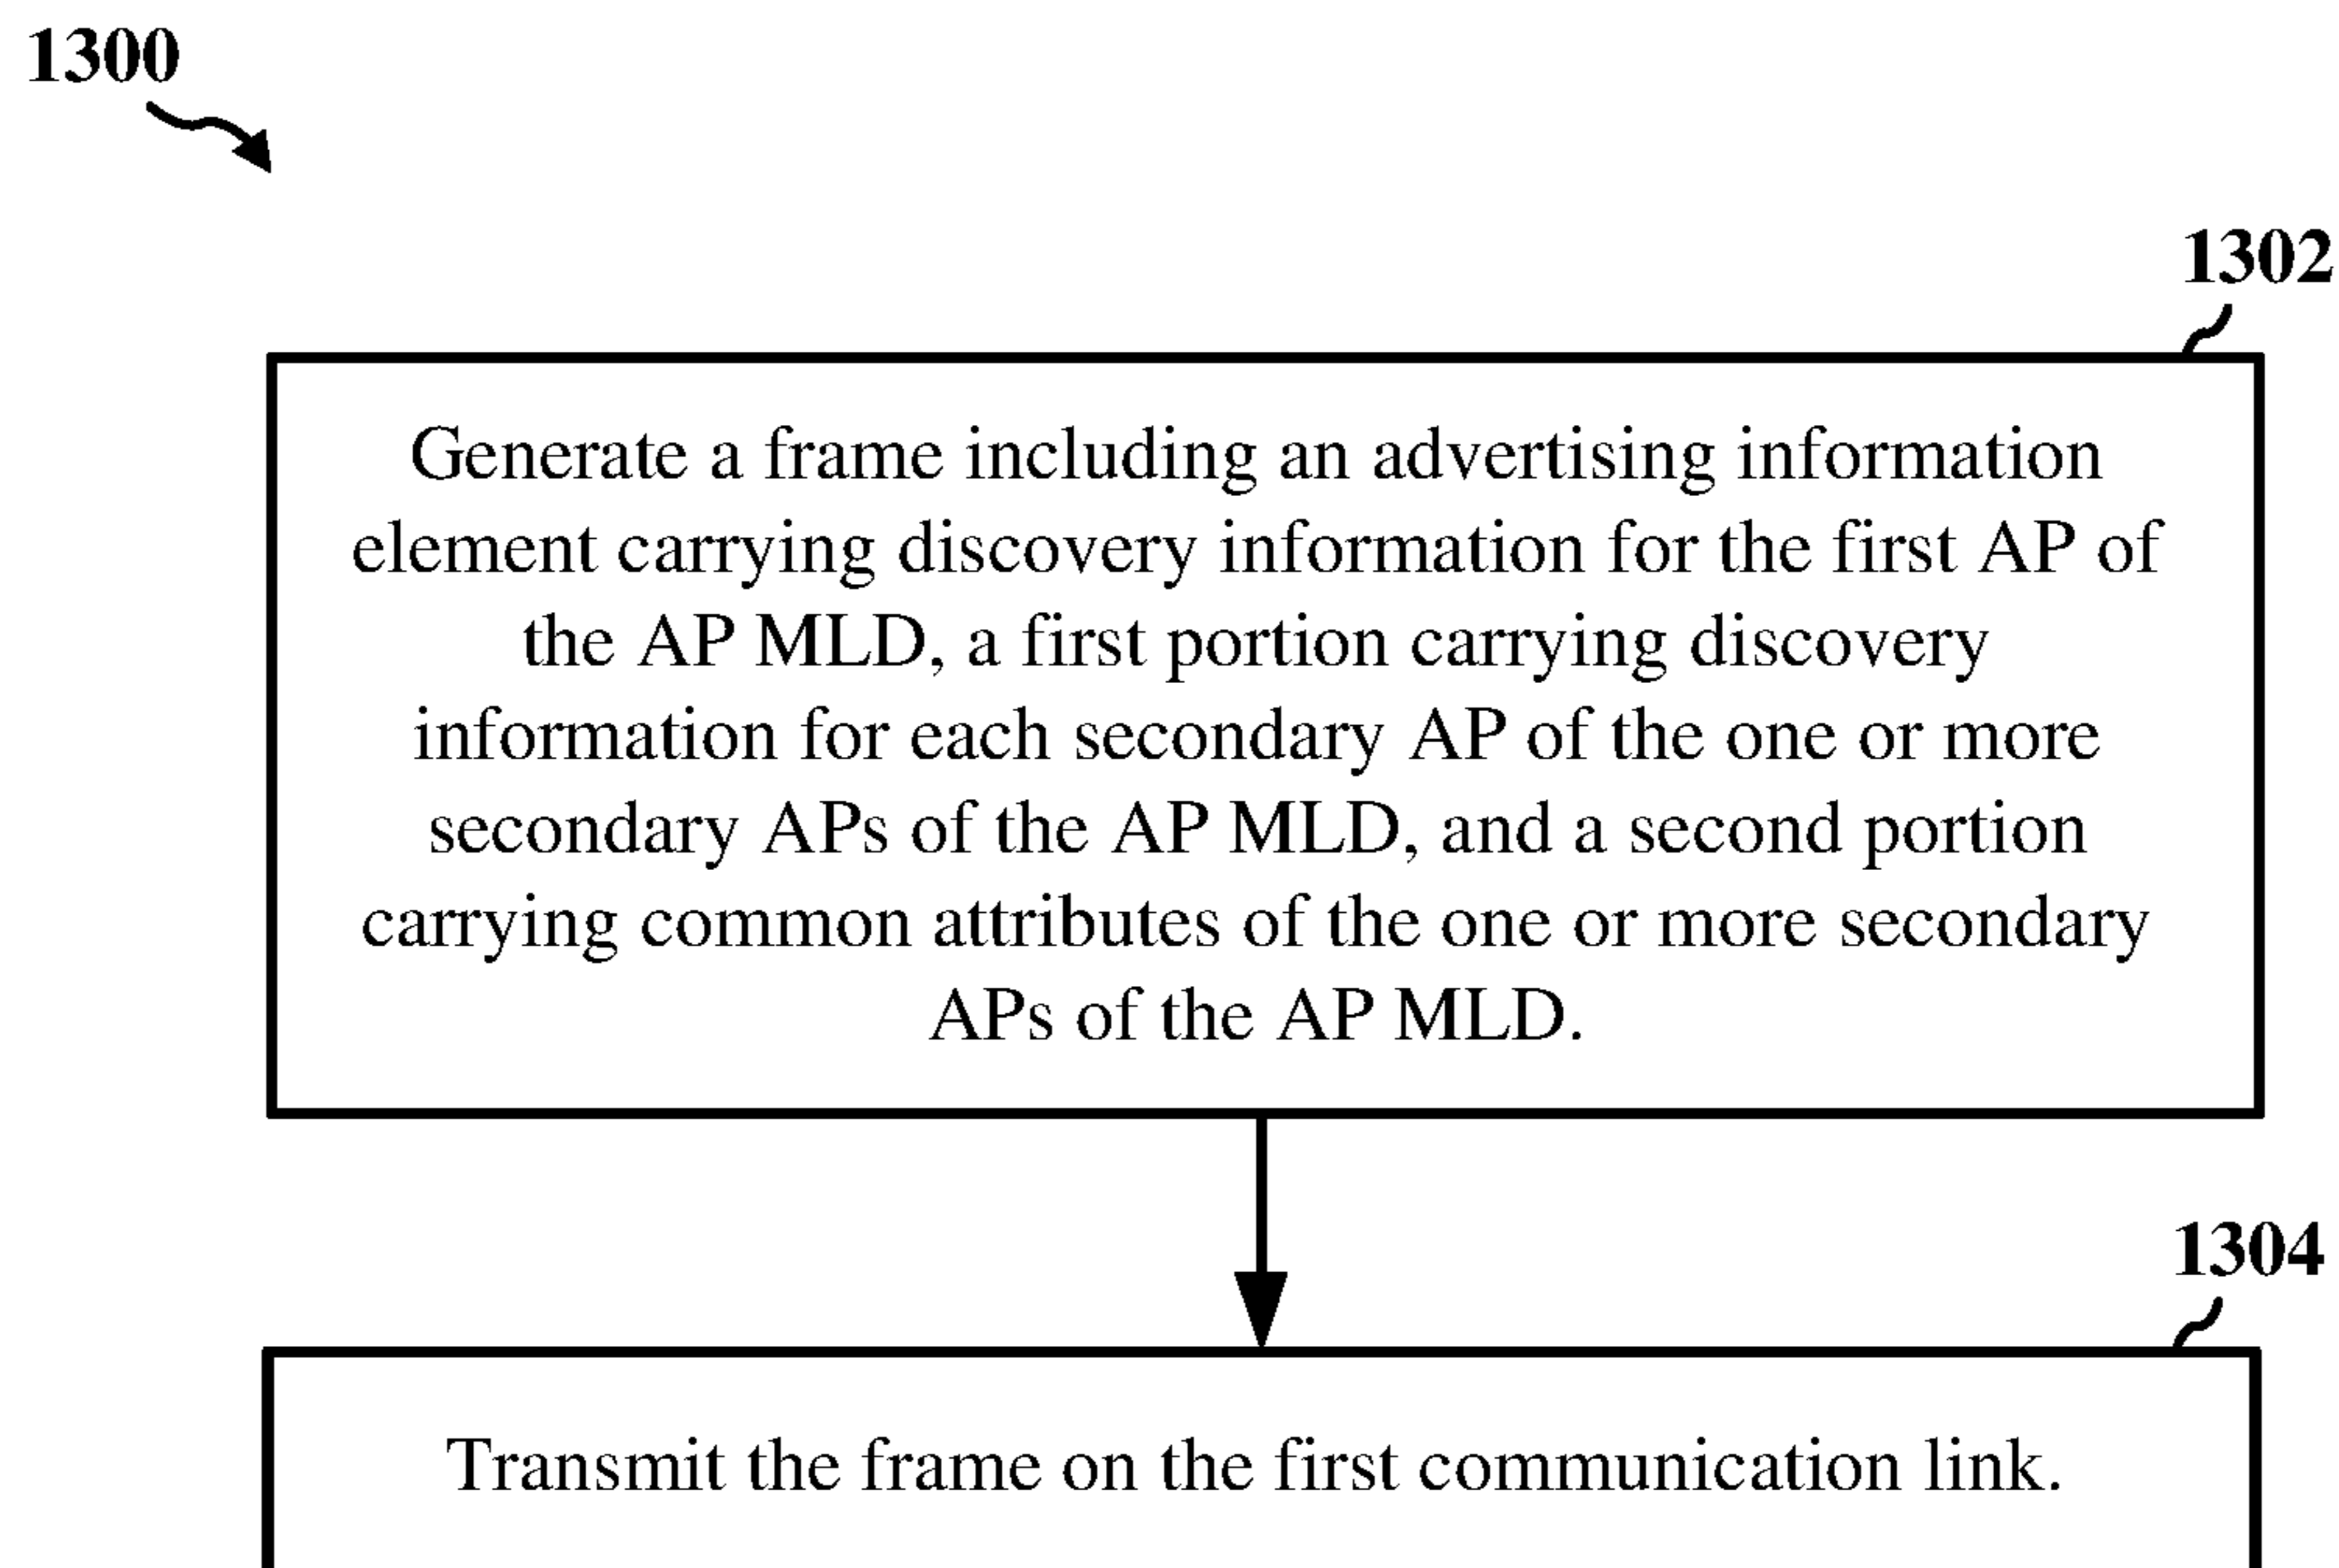 1300
1302
Generate a frame including an advertising information
element carrying discovery information for the first AP of
the AP MLD, a first portion carrying discovery
information for each secondary AP of the one or more
secondary APs of the AP MLD, and a second portion
carrying common attributes of the one or more secondary
APs of the AP MLD.
1304
Transmit the frame on the first communication link.